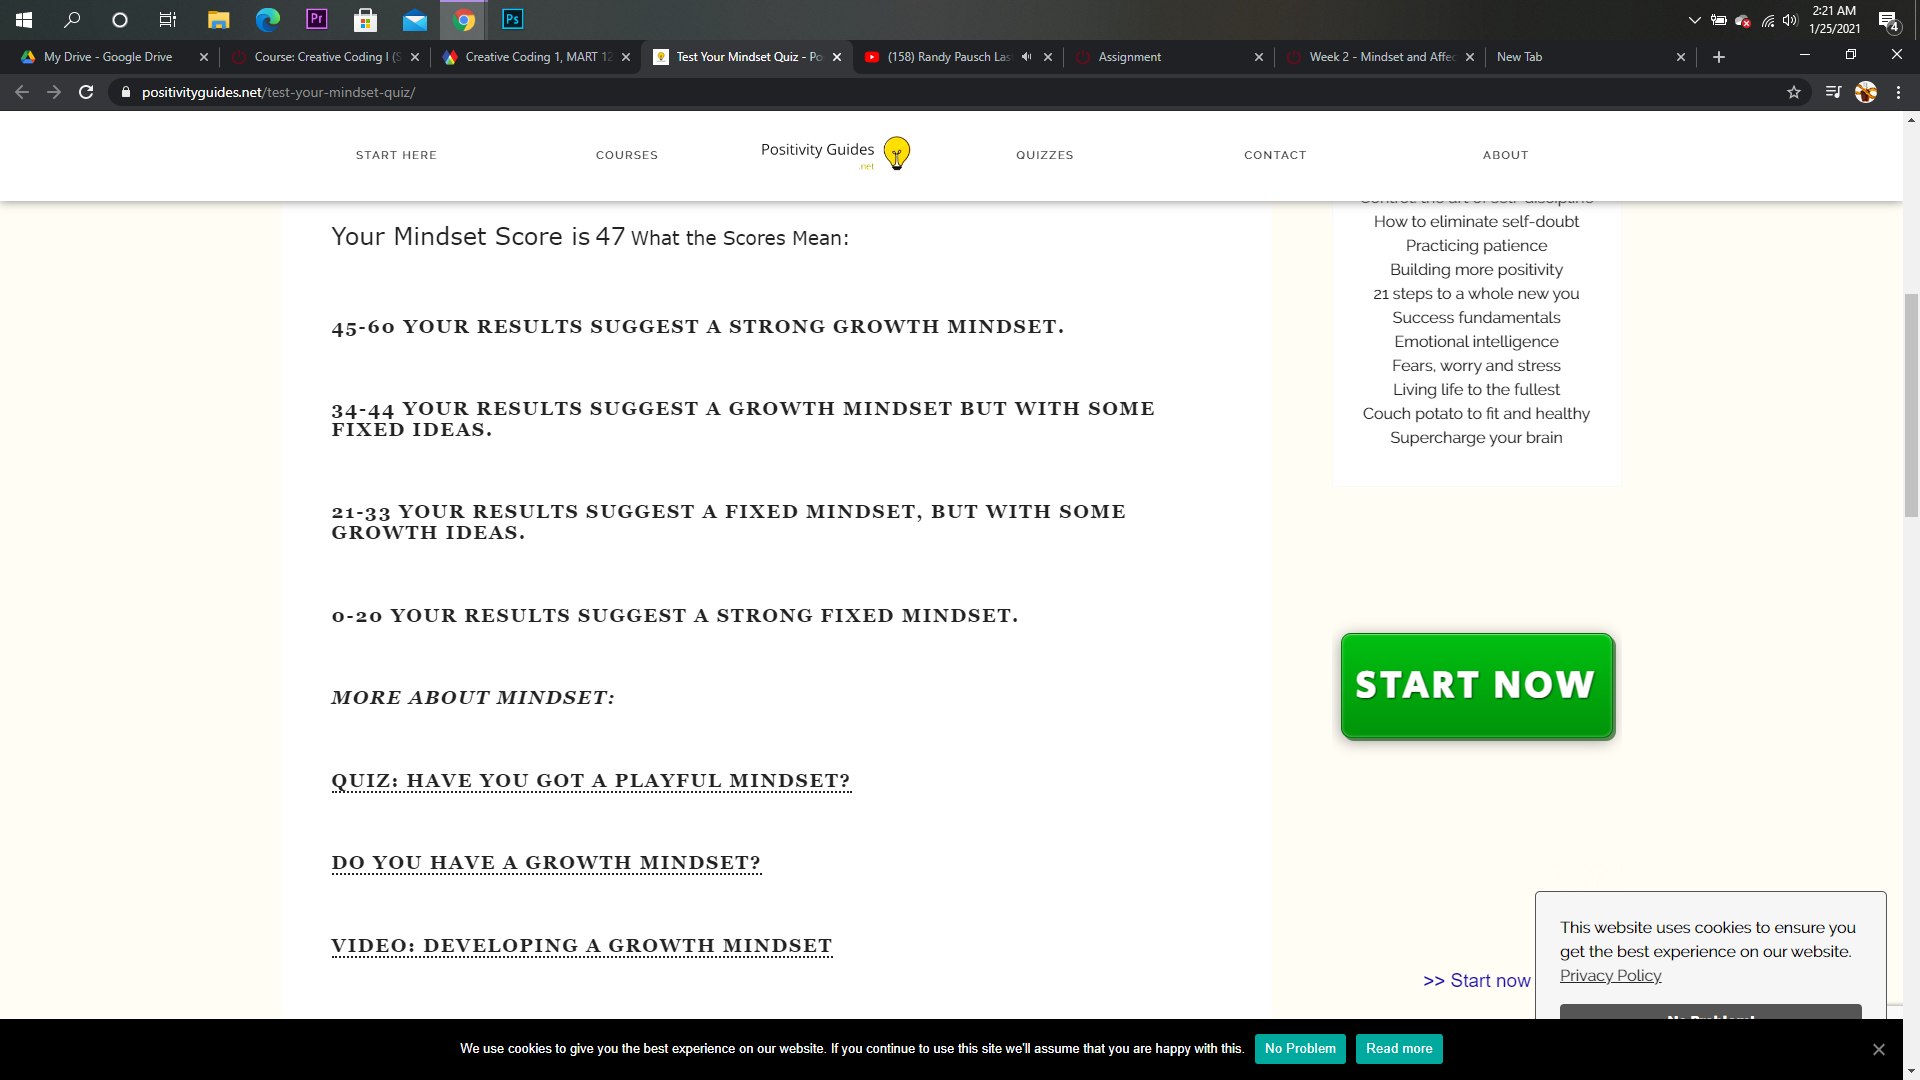 2:21 AM
1/25/2021
4
My Drive - Google Drive
Course: Creative Coding I (S
Creative Coding 1, MART 12
Test Your Mindset Quiz - Po
(158) Randy Pausch Las
Assignment
Week 2 - Mindset and Affec
New Tab
positivityguides.net/test-your-mindset-quiz/
START HERE
COURSES
Positivity Guides
.net
QUIZZES
CONTACT
ABOUT
Your Mindset Score is 47 What the Scores Mean:
45-60 YOUR RESULTS SUGGEST A STRONG GROWTH MINDSET.
34-44 YOUR RESULTS SUGGEST A GROWTH MINDSET BUT WITH SOME
FIXED IDEAS.
21-33 YOUR RESULTS SUGGEST A FIXED MINDSET, BUT WITH SOME
GROWTH IDEAS.
0-20 YOUR RESULTS SUGGEST A STRONG FIXED MINDSET.
MORE ABOUT MINDSET:
QUIZ: HAVE YOU GOT A PLAYFUL MINDSET?
DO YOU HAVE A GROWTH MINDSET?
VIDEO: DEVELOPING A GROWTH MINDSET
Control: the art of self-discipline
How to eliminate self-doubt
Practicing patience
Building more positivity
21 steps to a whole new you
Success fundamentals
Emotional intelligence
Fears, worry and stress
Living life to the fullest
Couch potato to fit and healthy
Supercharge your brain
START NOW
>> Start now
This website uses cookies to ensure you
get the best experience on our website.
Privacy Policy
No Problem!
We use cookies to give you the best experience on our website. If you continue to use this site we'll assume that you are happy with this.
No Problem
Read more
Pr
Ps